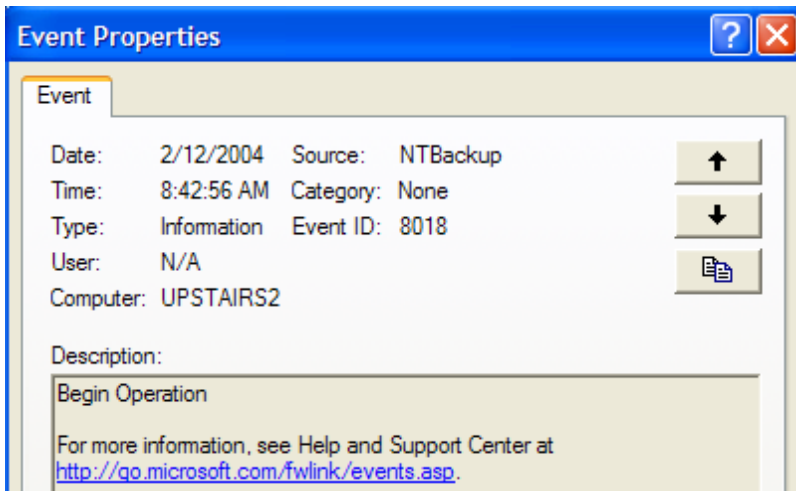 Event Properties
Event
Date: 2/12/2004 Source: NTBackup
Time: 8:42:56 AM Category: None
Type: Information Event ID: 8018
User: N/A
Computer: UPSTAIRS2
Description:
Begin Operation
For more information, see Help and Support Center at
http://go.microsoft.com/fwlink/events.asp.